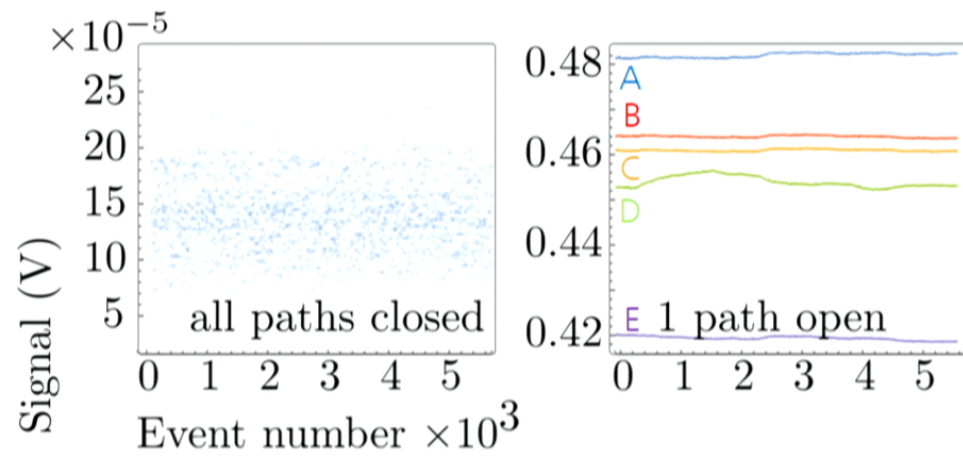 ×10⁻⁵
25
20
15
10
5
Signal (V)
all paths closed
0 1 2 3 4 5
Event number ×10³
0.48
0.46
0.44
0.42
A
B
C
D
E 1 path open
0 1 2 3 4 5